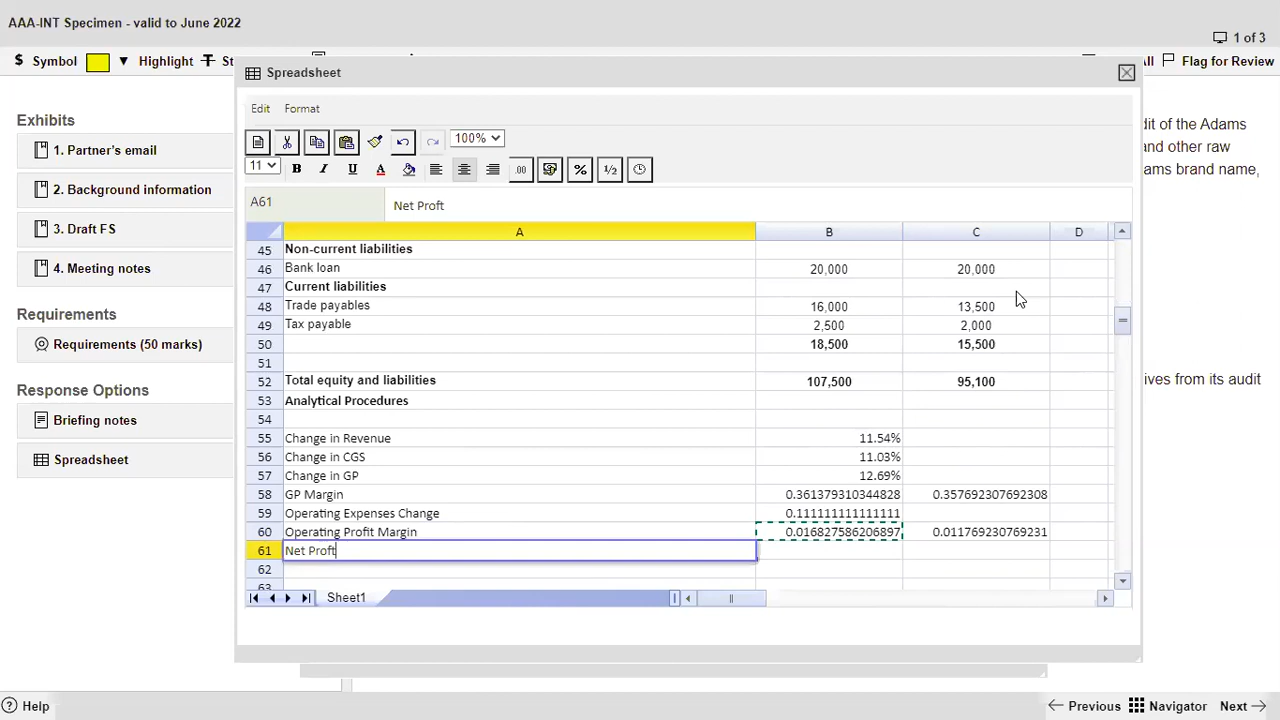 AAA-INT Specimen - valid to June 2022
1 of 3
$ Symbol Highlight
All Flag for Review
Spreadsheet
Edit Format
100%
11 B I U A .00 % 1/2
A61 Net Proft
Exhibits
1. Partner's email
2. Background information
3. Draft FS
4. Meeting notes
Requirements
Requirements (50 marks)
Response Options
Briefing notes
Spreadsheet
dit of the Adams
and other raw
ams brand name,
ives from its audit
A B C D
45 Non-current liabilities
46 Bank loan 20,000 20,000
47 Current liabilities
48 Trade payables 16,000 13,500
49 Tax payable 2,500 2,000
50 18,500 15,500
51
52 Total equity and liabilities 107,500 95,100
53 Analytical Procedures
54
55 Change in Revenue 11.54%
56 Change in CGS 11.03%
57 Change in GP 12.69%
58 GP Margin 0.361379310344828 0.357692307692308
59 Operating Expenses Change 0.111111111111111
60 Operating Profit Margin 0.016827586206897 0.011769230769231
61 Net Proft
62
63
Sheet1
Help
Previous Navigator Next